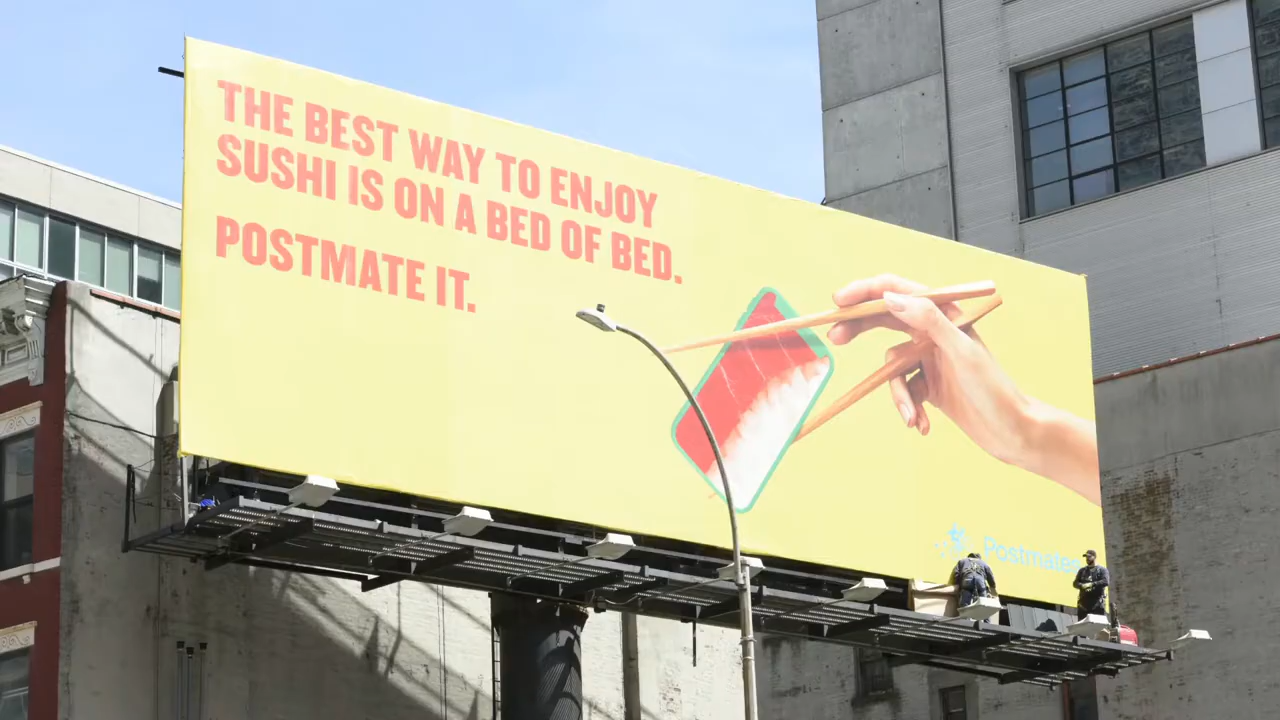 THE BEST WAY TO ENJOY
SUSHI IS ON A BED OF BED.
POSTMATE IT.
Postmates